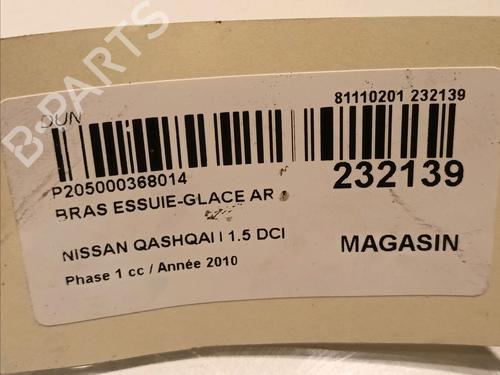 DUN
81110201 232139
P205000368014
232139
BRAS ESSUIE-GLACE AR
NISSAN QASHQAI I 1.5 DCI
MAGASIN
Phase 1 cc / Année 2010
B-PARTS